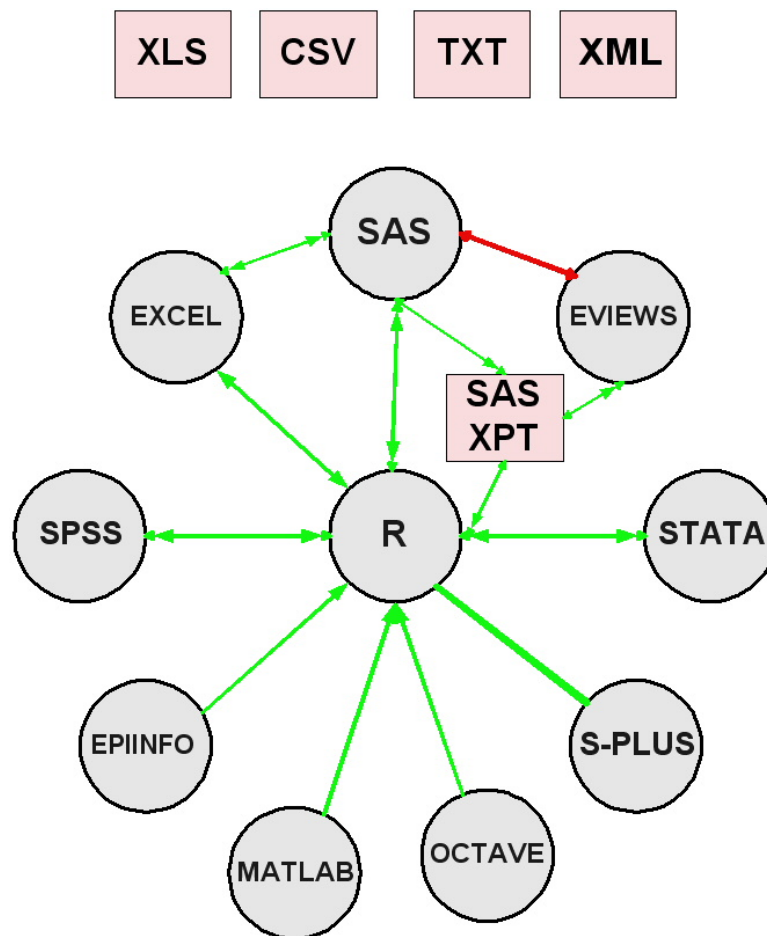 XLS
CSV
TXT
XML
SAS
EXCEL
EVIEWS
SAS
XPT
SPSS
R
STATA
EPIINFO
S-PLUS
MATLAB
OCTAVE